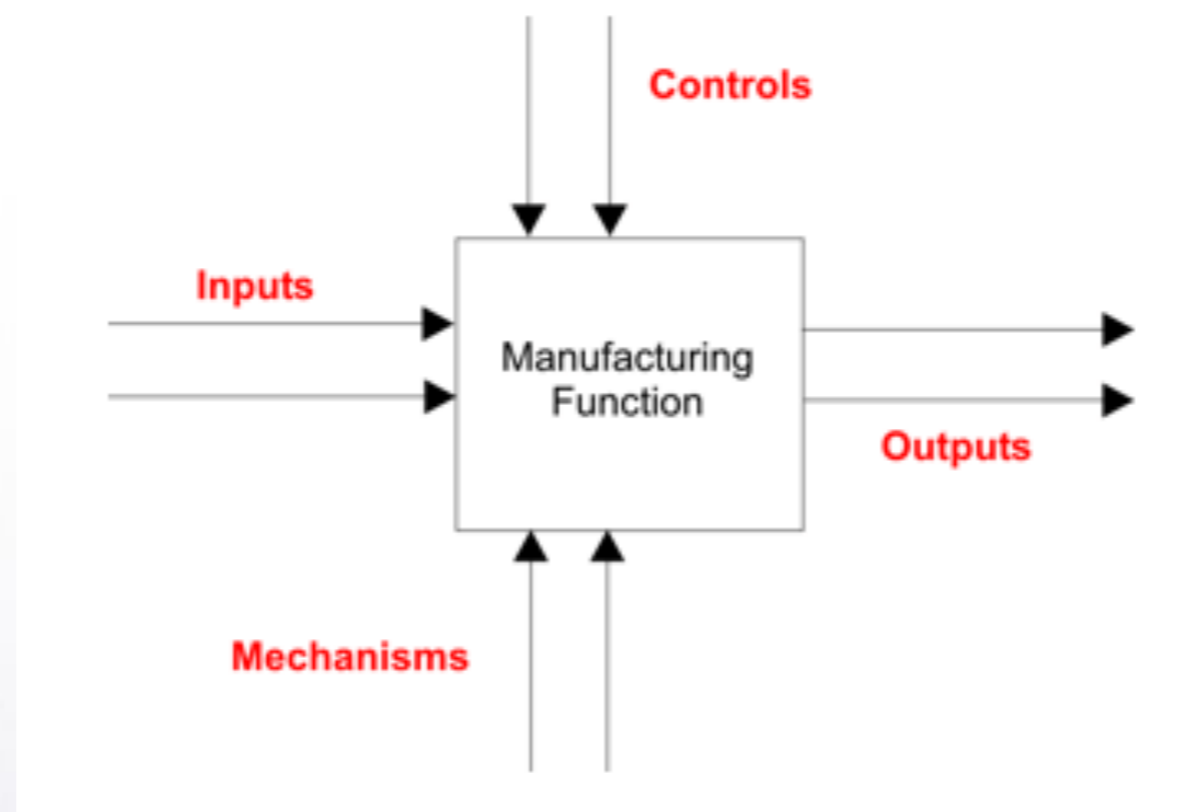 Controls
Inputs
Manufacturing
Function
Outputs
Mechanisms